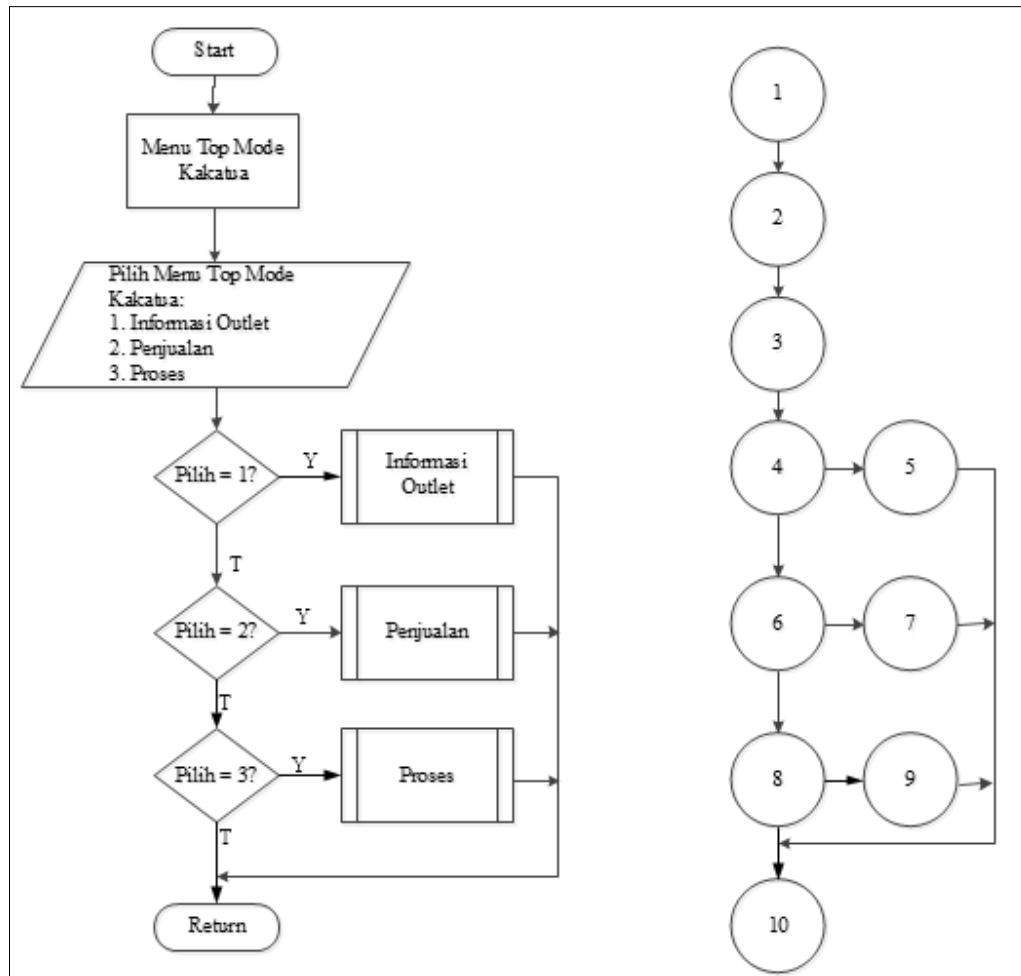 Start
Menu Top Mode
Kakatua
Pilih Menu Top Mode
Kakatua:
1. Informasi Outlet
2. Penjualan
3. Proses
Pilih = 1?
Y
Informasi
Outlet
T
Pilih = 2?
Y
Penjualan
T
Pilih = 3?
Y
Proses
T
Return
1
2
3
4
5
6
7
8
9
10